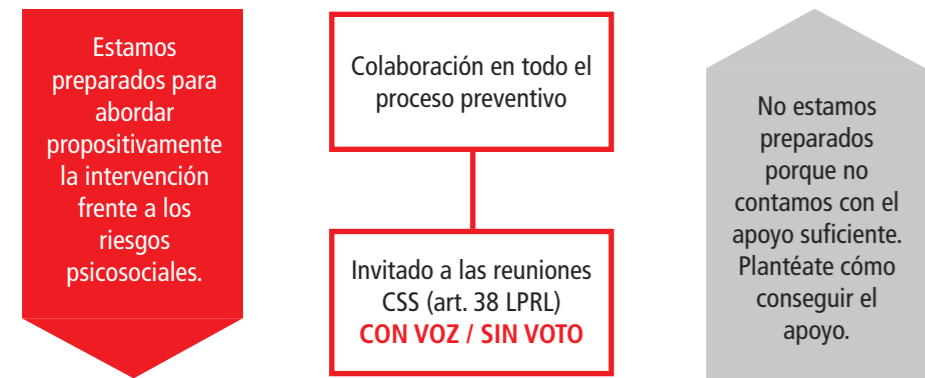 Estamos
preparados para
abordar
propositivamente
la intervención
frente a los
riesgos
psicosociales.
Colaboración en todo el
proceso preventivo
Invitado a las reuniones
CSS (art. 38 LPRL)
CON VOZ / SIN VOTO
No estamos
preparados
porque no
contamos con el
apoyo suficiente.
Plantéate cómo
conseguir el
apoyo.